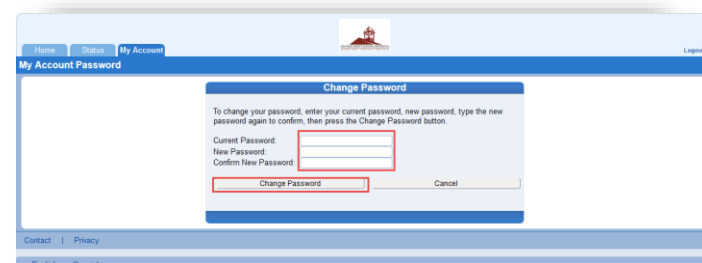 Home Status My Account
Logout
My Account Password
Change Password
To change your password, enter your current password, new password, type the new
password again to confirm, then press the Change Password button.
Current Password:
New Password:
Confirm New Password:
Change Password Cancel
Contact | Privacy